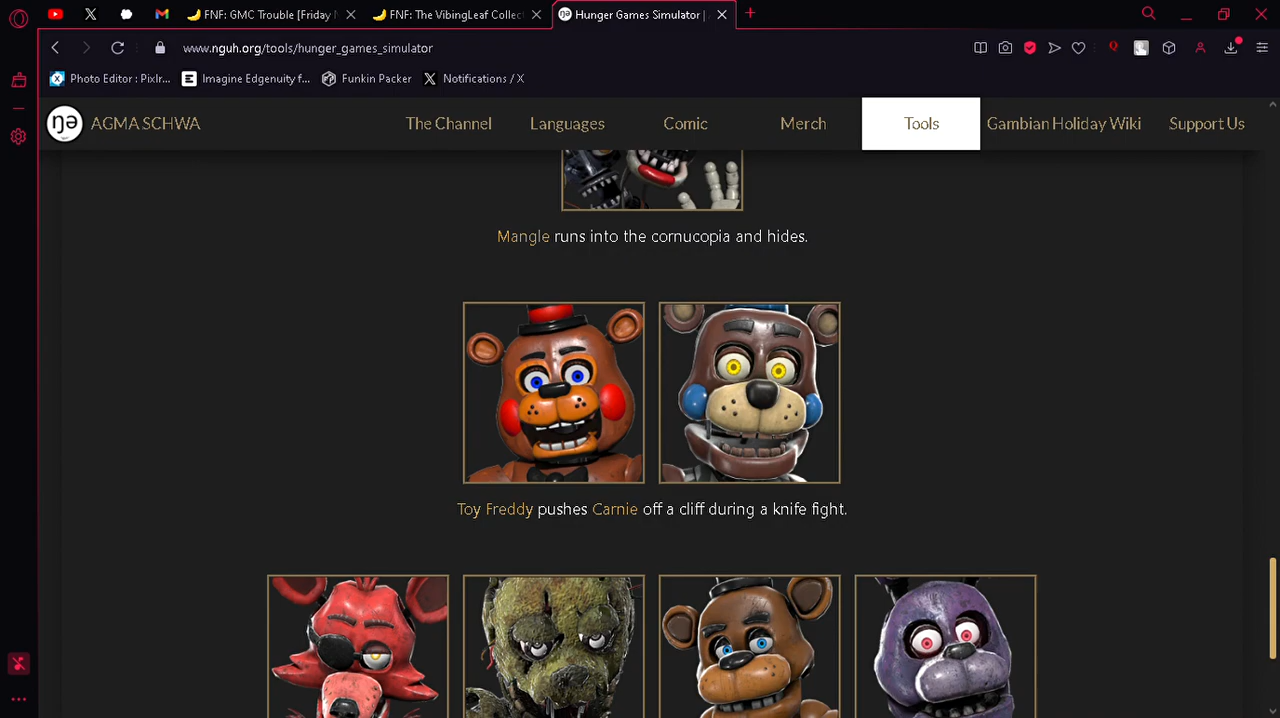 FNF: GMC Trouble [Friday N
FNF: The VibingLeaf Collec
Hunger Games Simulator |
www.nguh.org/tools/hunger_games_simulator
Photo Editor : Pixlr...
Imagine Edgenuity f...
Funkin Packer
Notifications / X
ŋə
AGMA SCHWA
The Channel
Languages
Comic
Merch
Tools
Gambian Holiday Wiki
Support Us
Mangle runs into the cornucopia and hides.
Toy Freddy pushes Carnie off a cliff during a knife fight.